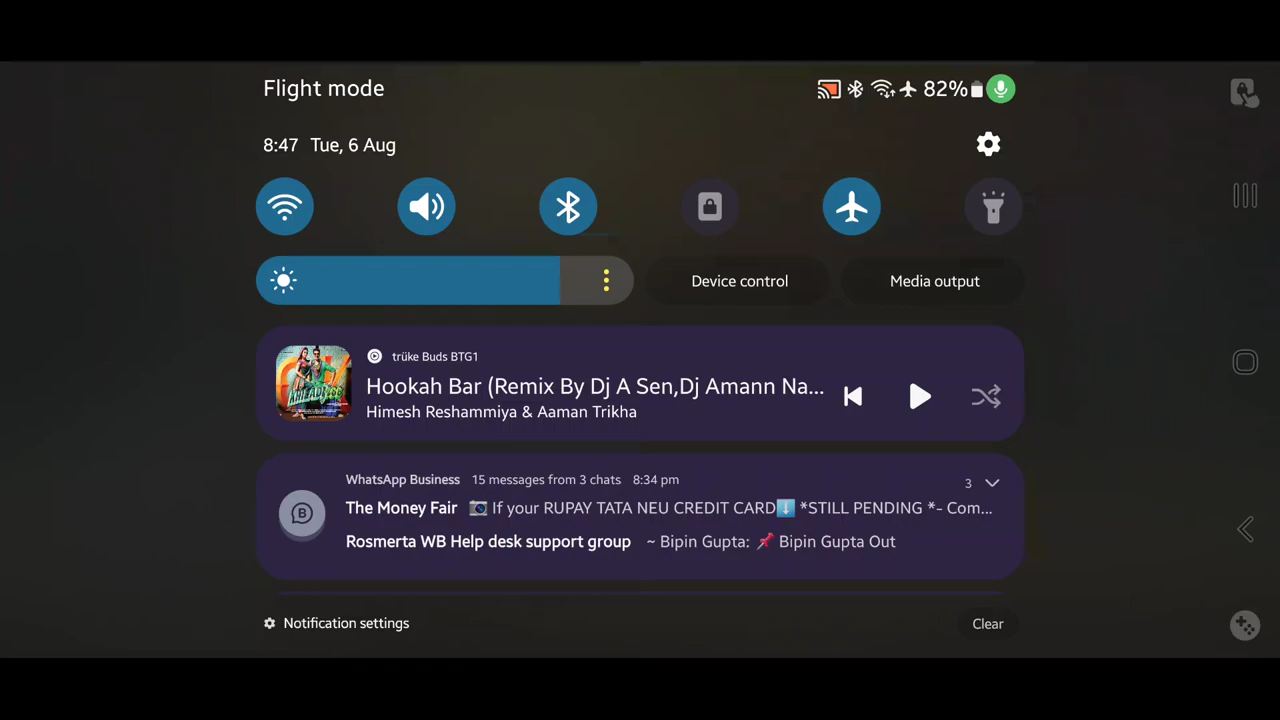 Flight mode
82%
8:47 Tue, 6 Aug
Device control
Media output
trüke Buds BTG1
Hookah Bar (Remix By Dj A Sen,Dj Amann Na...
Himesh Reshammiya & Aaman Trikha
WhatsApp Business 15 messages from 3 chats 8:34 pm
3
The Money Fair 📷 If your RUPAY TATA NEU CREDIT CARD⬇️ *STILL PENDING *- Com...
B
Rosmerta WB Help desk support group ~ Bipin Gupta: 📌 Bipin Gupta Out
Notification settings
Clear